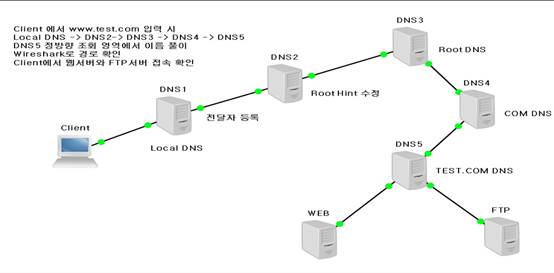 Client 에서 www.test.com 입력 시
Local DNS -> DNS2-> DNS3 -> DNS4 -> DNS5
DNS5 정방향 조회 영역에서 이름 풀이
Wireshark로 경로 확인
Client에서 웹서버와 FTP서버 접속 확인
DNS3
Root DNS
DNS2
Root Hint 수정
DNS4
COM DNS
DNS1
전달자 등록
Local DNS
Client
DNS5
TEST.COM DNS
WEB
FTP